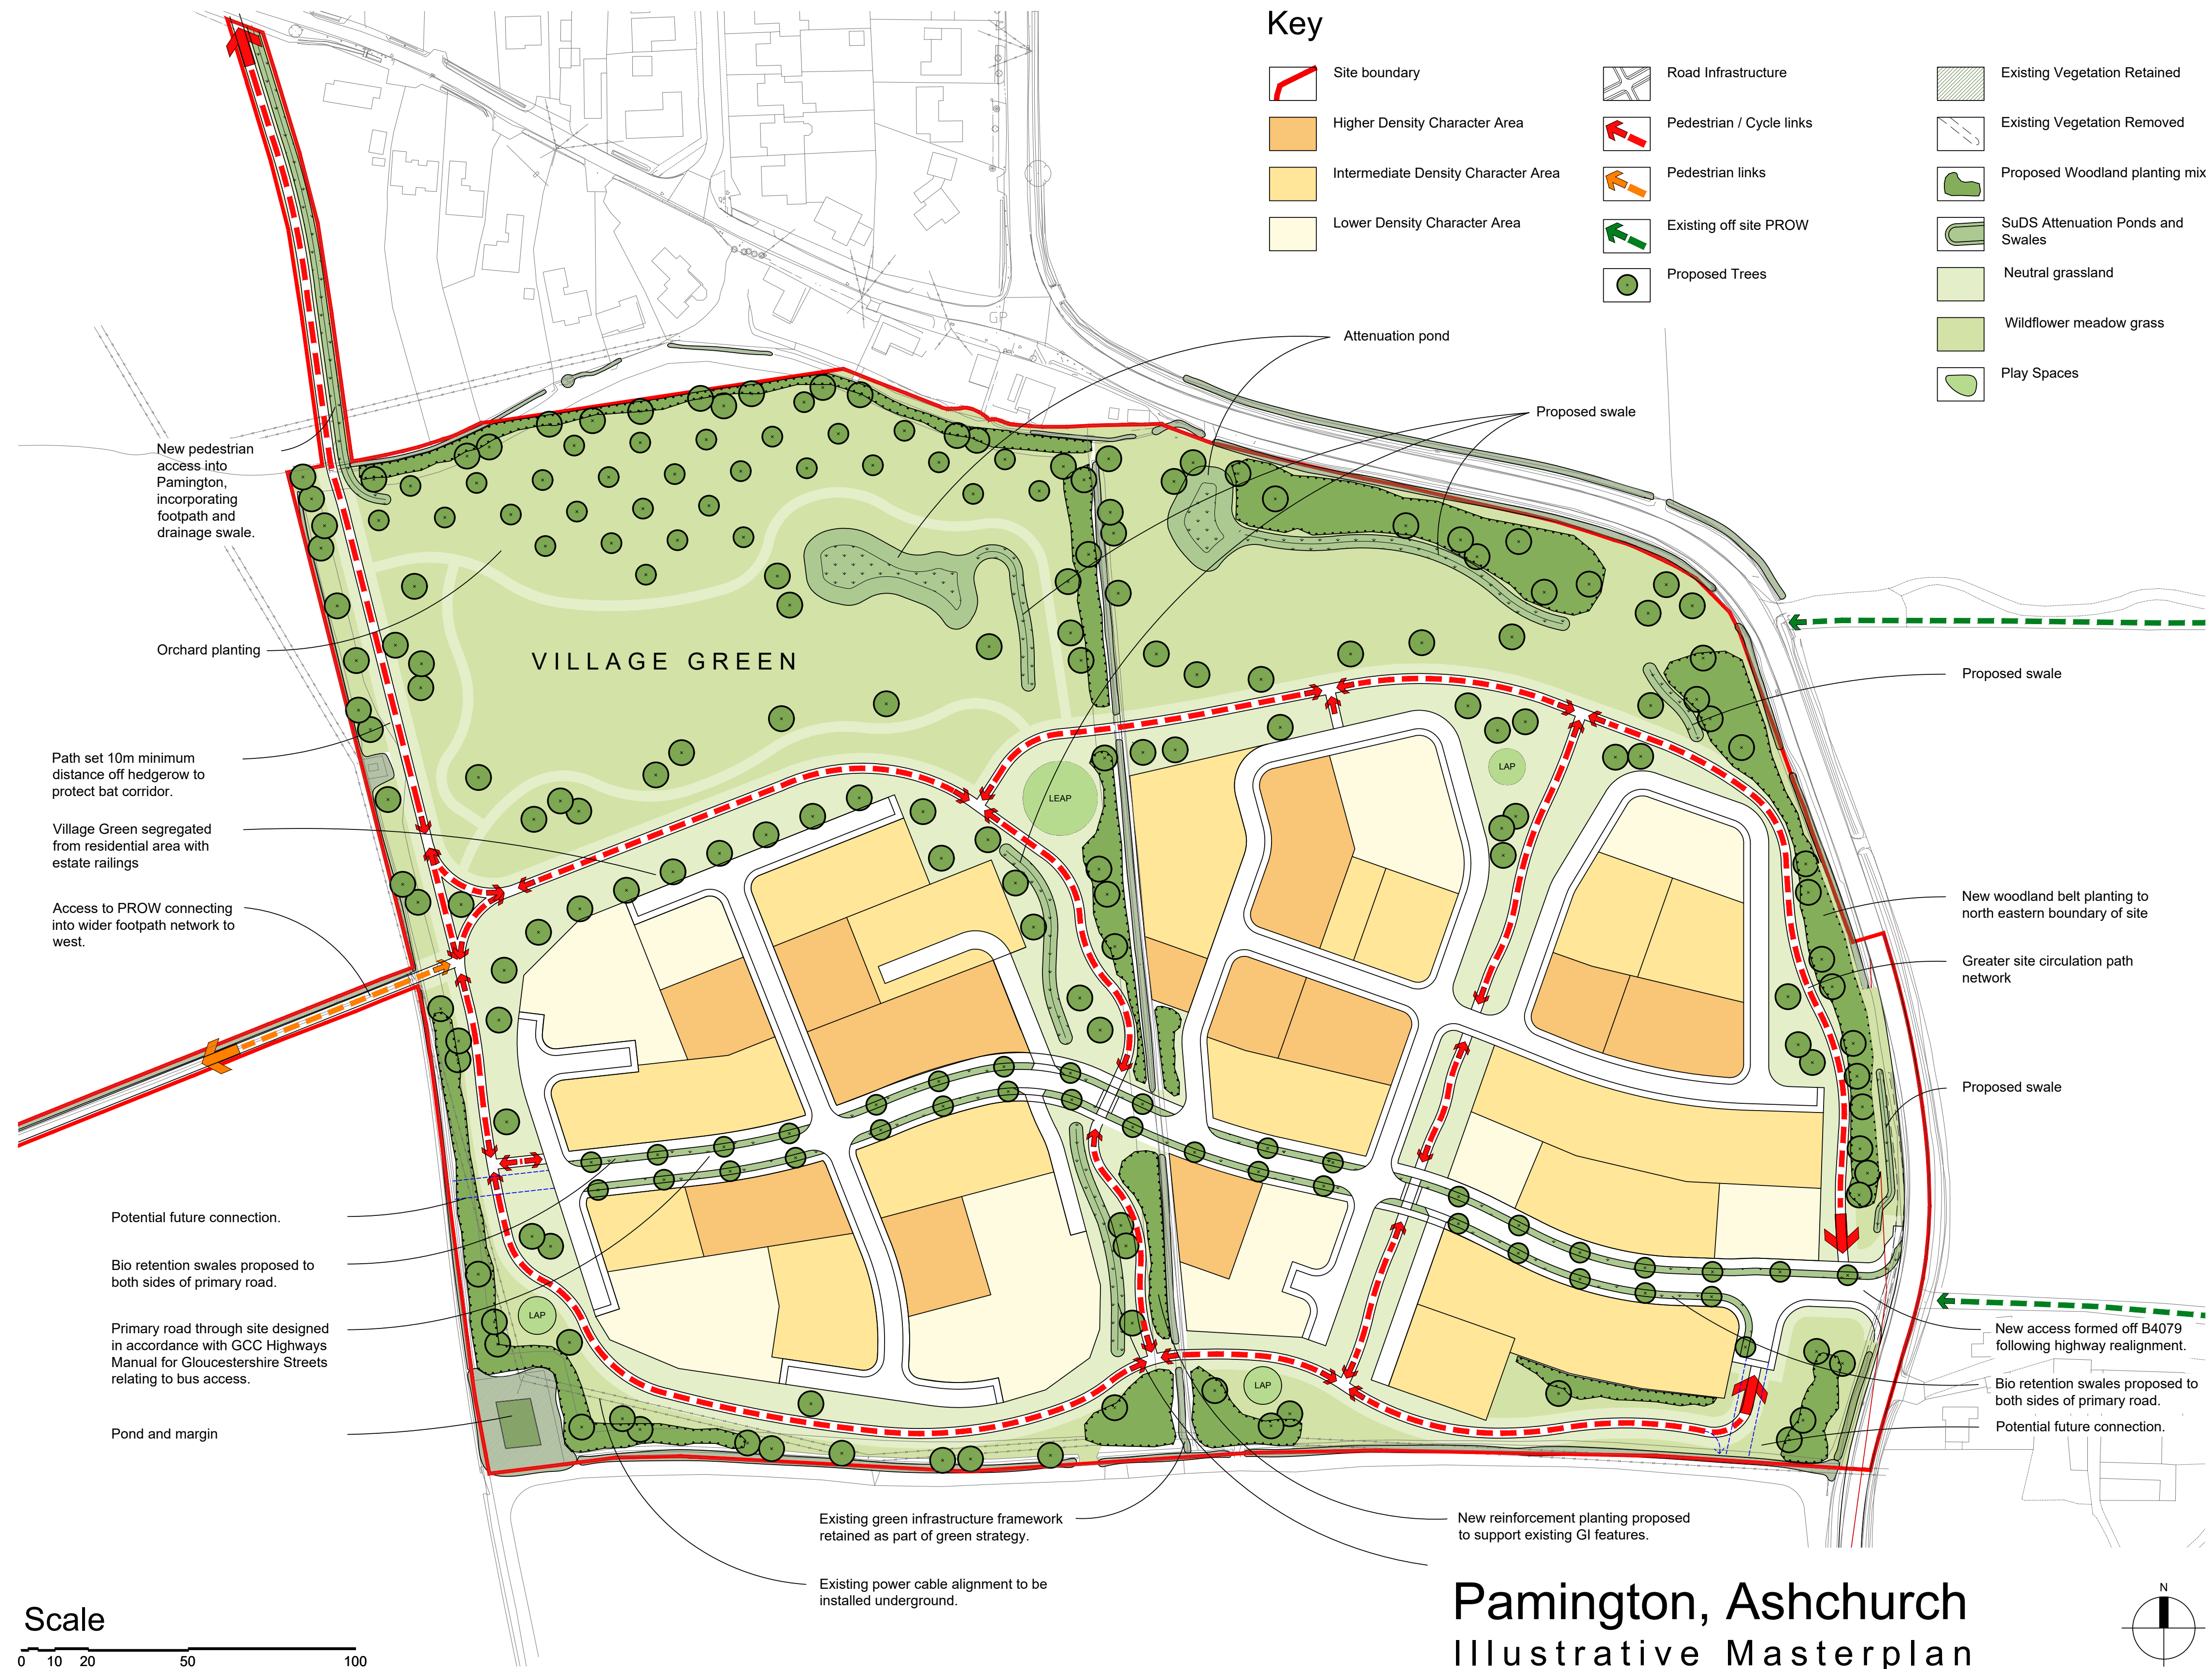 Key
Site boundary
Higher Density Character Area
Intermediate Density Character Area
Lower Density Character Area
Road Infrastructure
Pedestrian / Cycle links
Pedestrian links
Existing off site PROW
Proposed Trees
Existing Vegetation Retained
Existing Vegetation Removed
Proposed Woodland planting mix
SuDS Attenuation Ponds and
Swales
Neutral grassland
Wildflower meadow grass
Play Spaces
Attenuation pond
Proposed swale
New pedestrian
access into
Pamington,
incorporating
footpath and
drainage swale.
Orchard planting
VILLAGE GREEN
Proposed swale
Path set 10m minimum
distance off hedgerow to
protect bat corridor.
LAP
LEAP
Village Green segregated
from residential area with
estate railings
Access to PROW connecting
into wider footpath network to
west.
New woodland belt planting to
north eastern boundary of site
Greater site circulation path
network
Proposed swale
Potential future connection.
Bio retention swales proposed to
both sides of primary road.
Primary road through site designed
in accordance with GCC Highways
Manual for Gloucestershire Streets
relating to bus access.
LAP
LAP
New access formed off B4079
following highway realignment.
Bio retention swales proposed to
both sides of primary road.
Potential future connection.
Pond and margin
Existing green infrastructure framework
retained as part of green strategy.
New reinforcement planting proposed
to support existing GI features.
Existing power cable alignment to be
installed underground.
Scale
0 10 20 50 100
Pamington, Ashchurch
Illustrative Masterplan
N